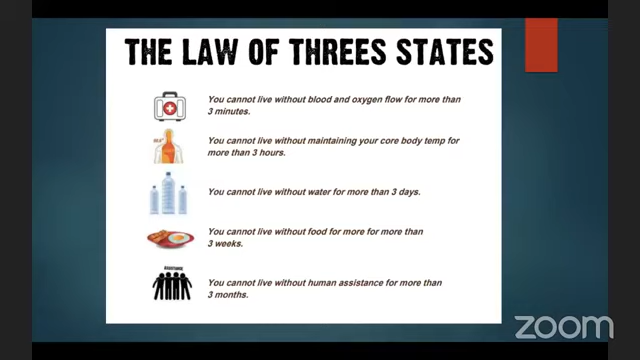 THE LAW OF THREES STATES
You cannot live without blood and oxygen flow for more than
3 minutes.
98.6°
You cannot live without maintaining your core body temp for
more than 3 hours.
You cannot live without water for more than 3 days.
You cannot live without food for more for more than
3 weeks.
ASSISTANCE
You cannot live without human assistance for more than
3 months.
zoom